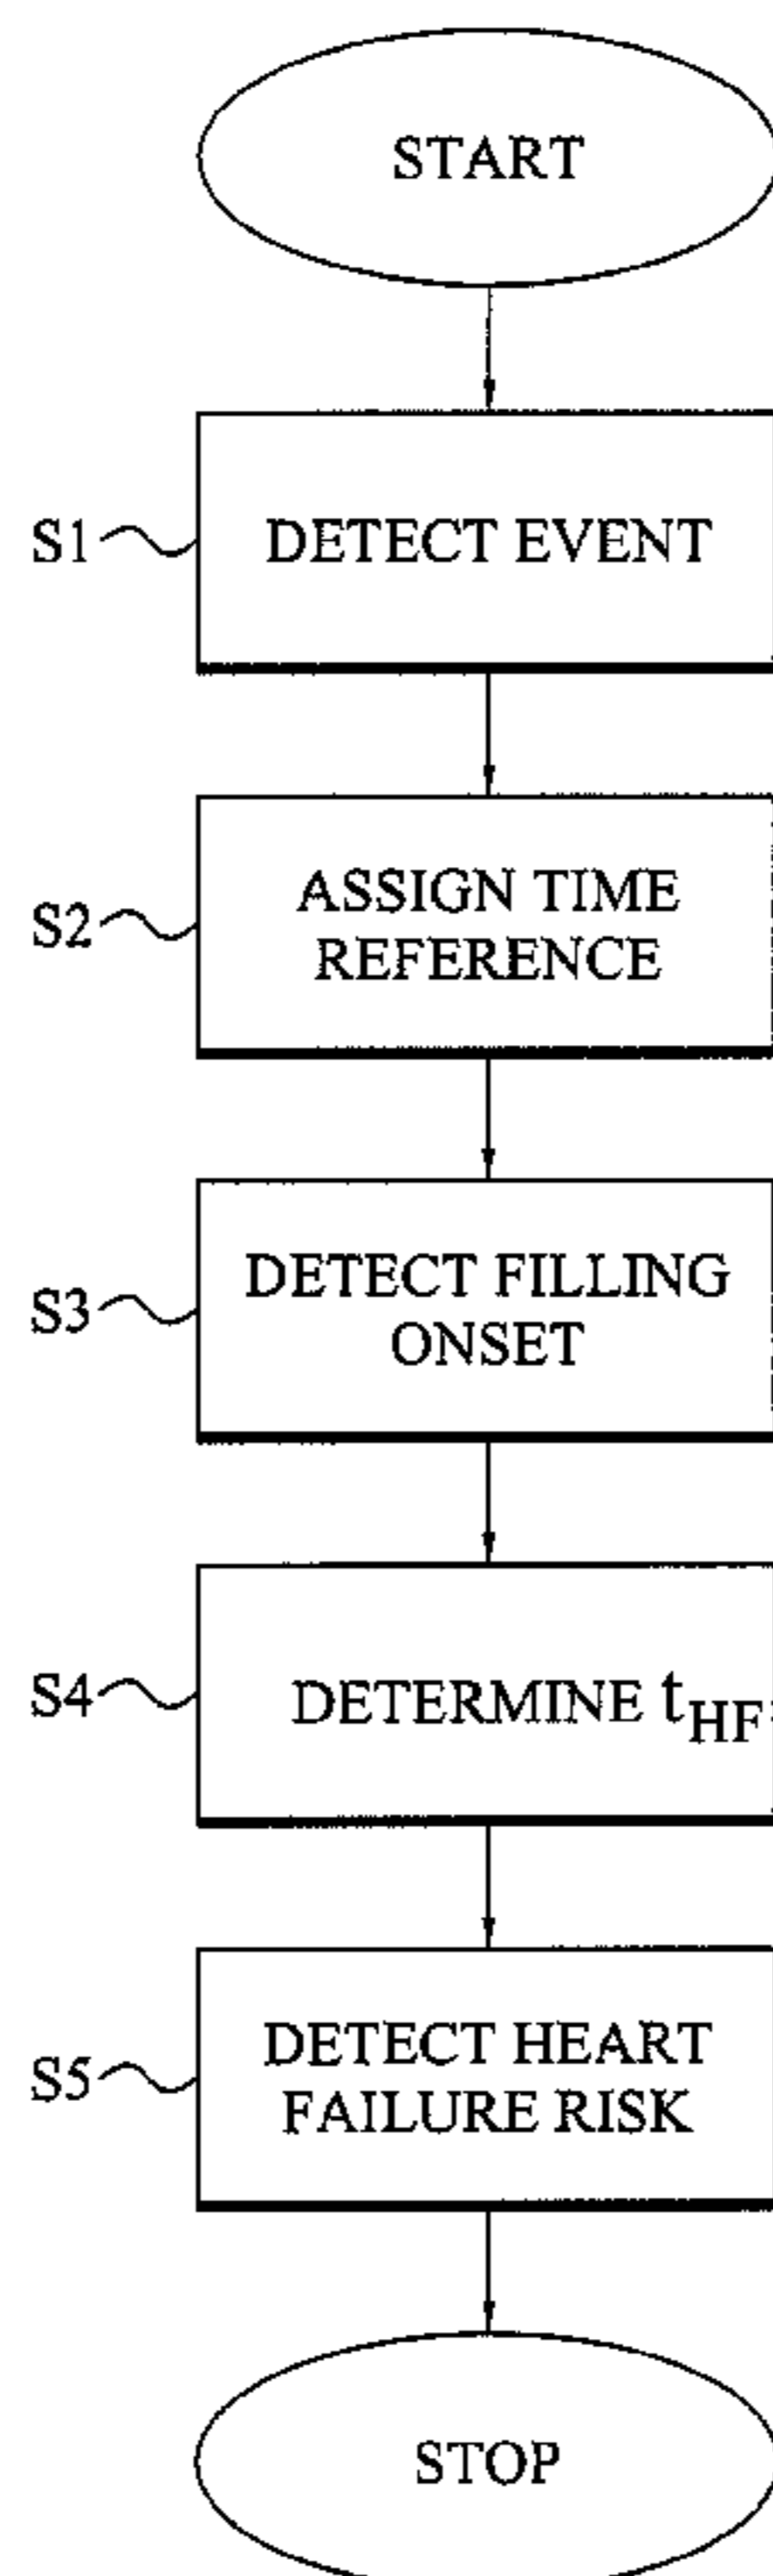 START
S1 DETECT EVENT
S2
ASSIGN TIME
REFERENCE
S3
DETECT FILLING
ONSET
S4 DETERMINE tHF
S5
DETECT HEART
FAILURE RISK
STOP